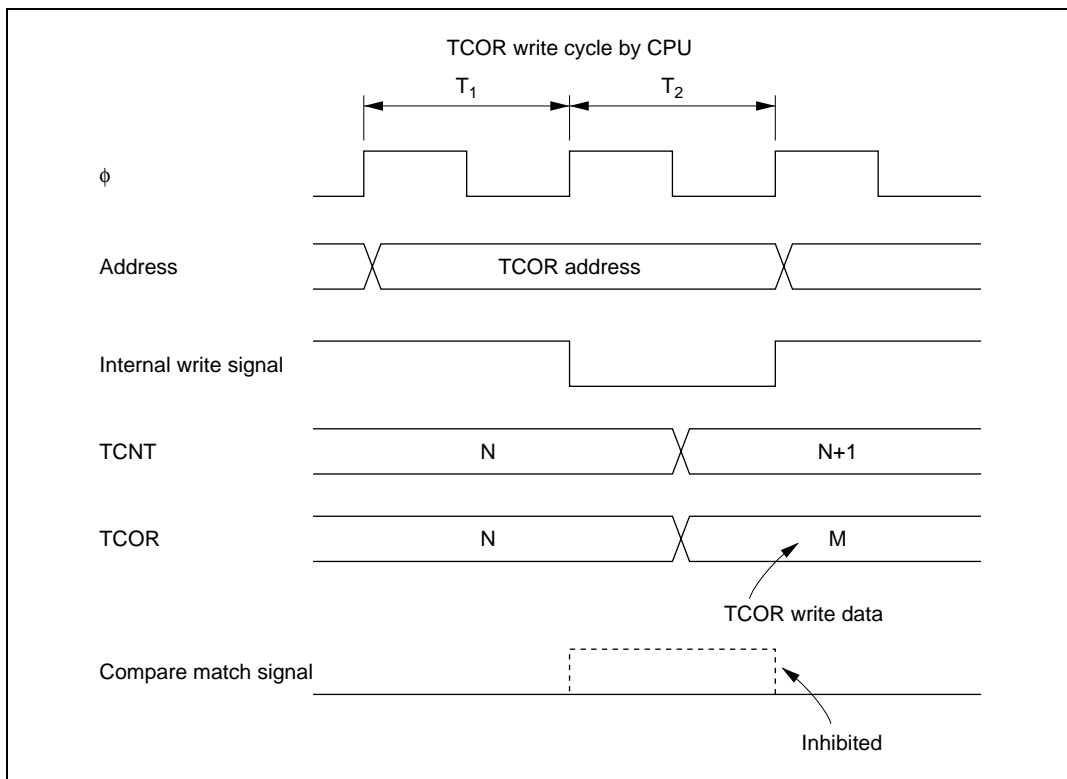 TCOR write cycle by CPU
T1 T2
ϕ
Address TCOR address
Internal write signal
TCNT N N+1
TCOR N M
TCOR write data
Compare match signal
Inhibited